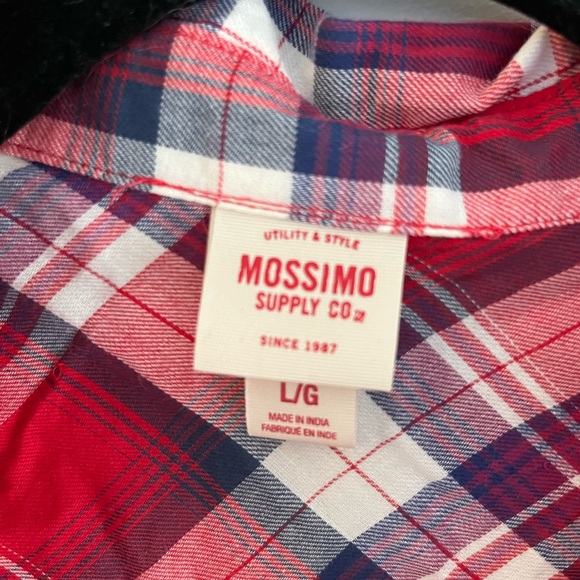 UTILITY & STYLE
MOSSIMO
SUPPLY CO
SINCE 1987
L/G
MADE IN INDIA
FABRIQUÉ EN INDE